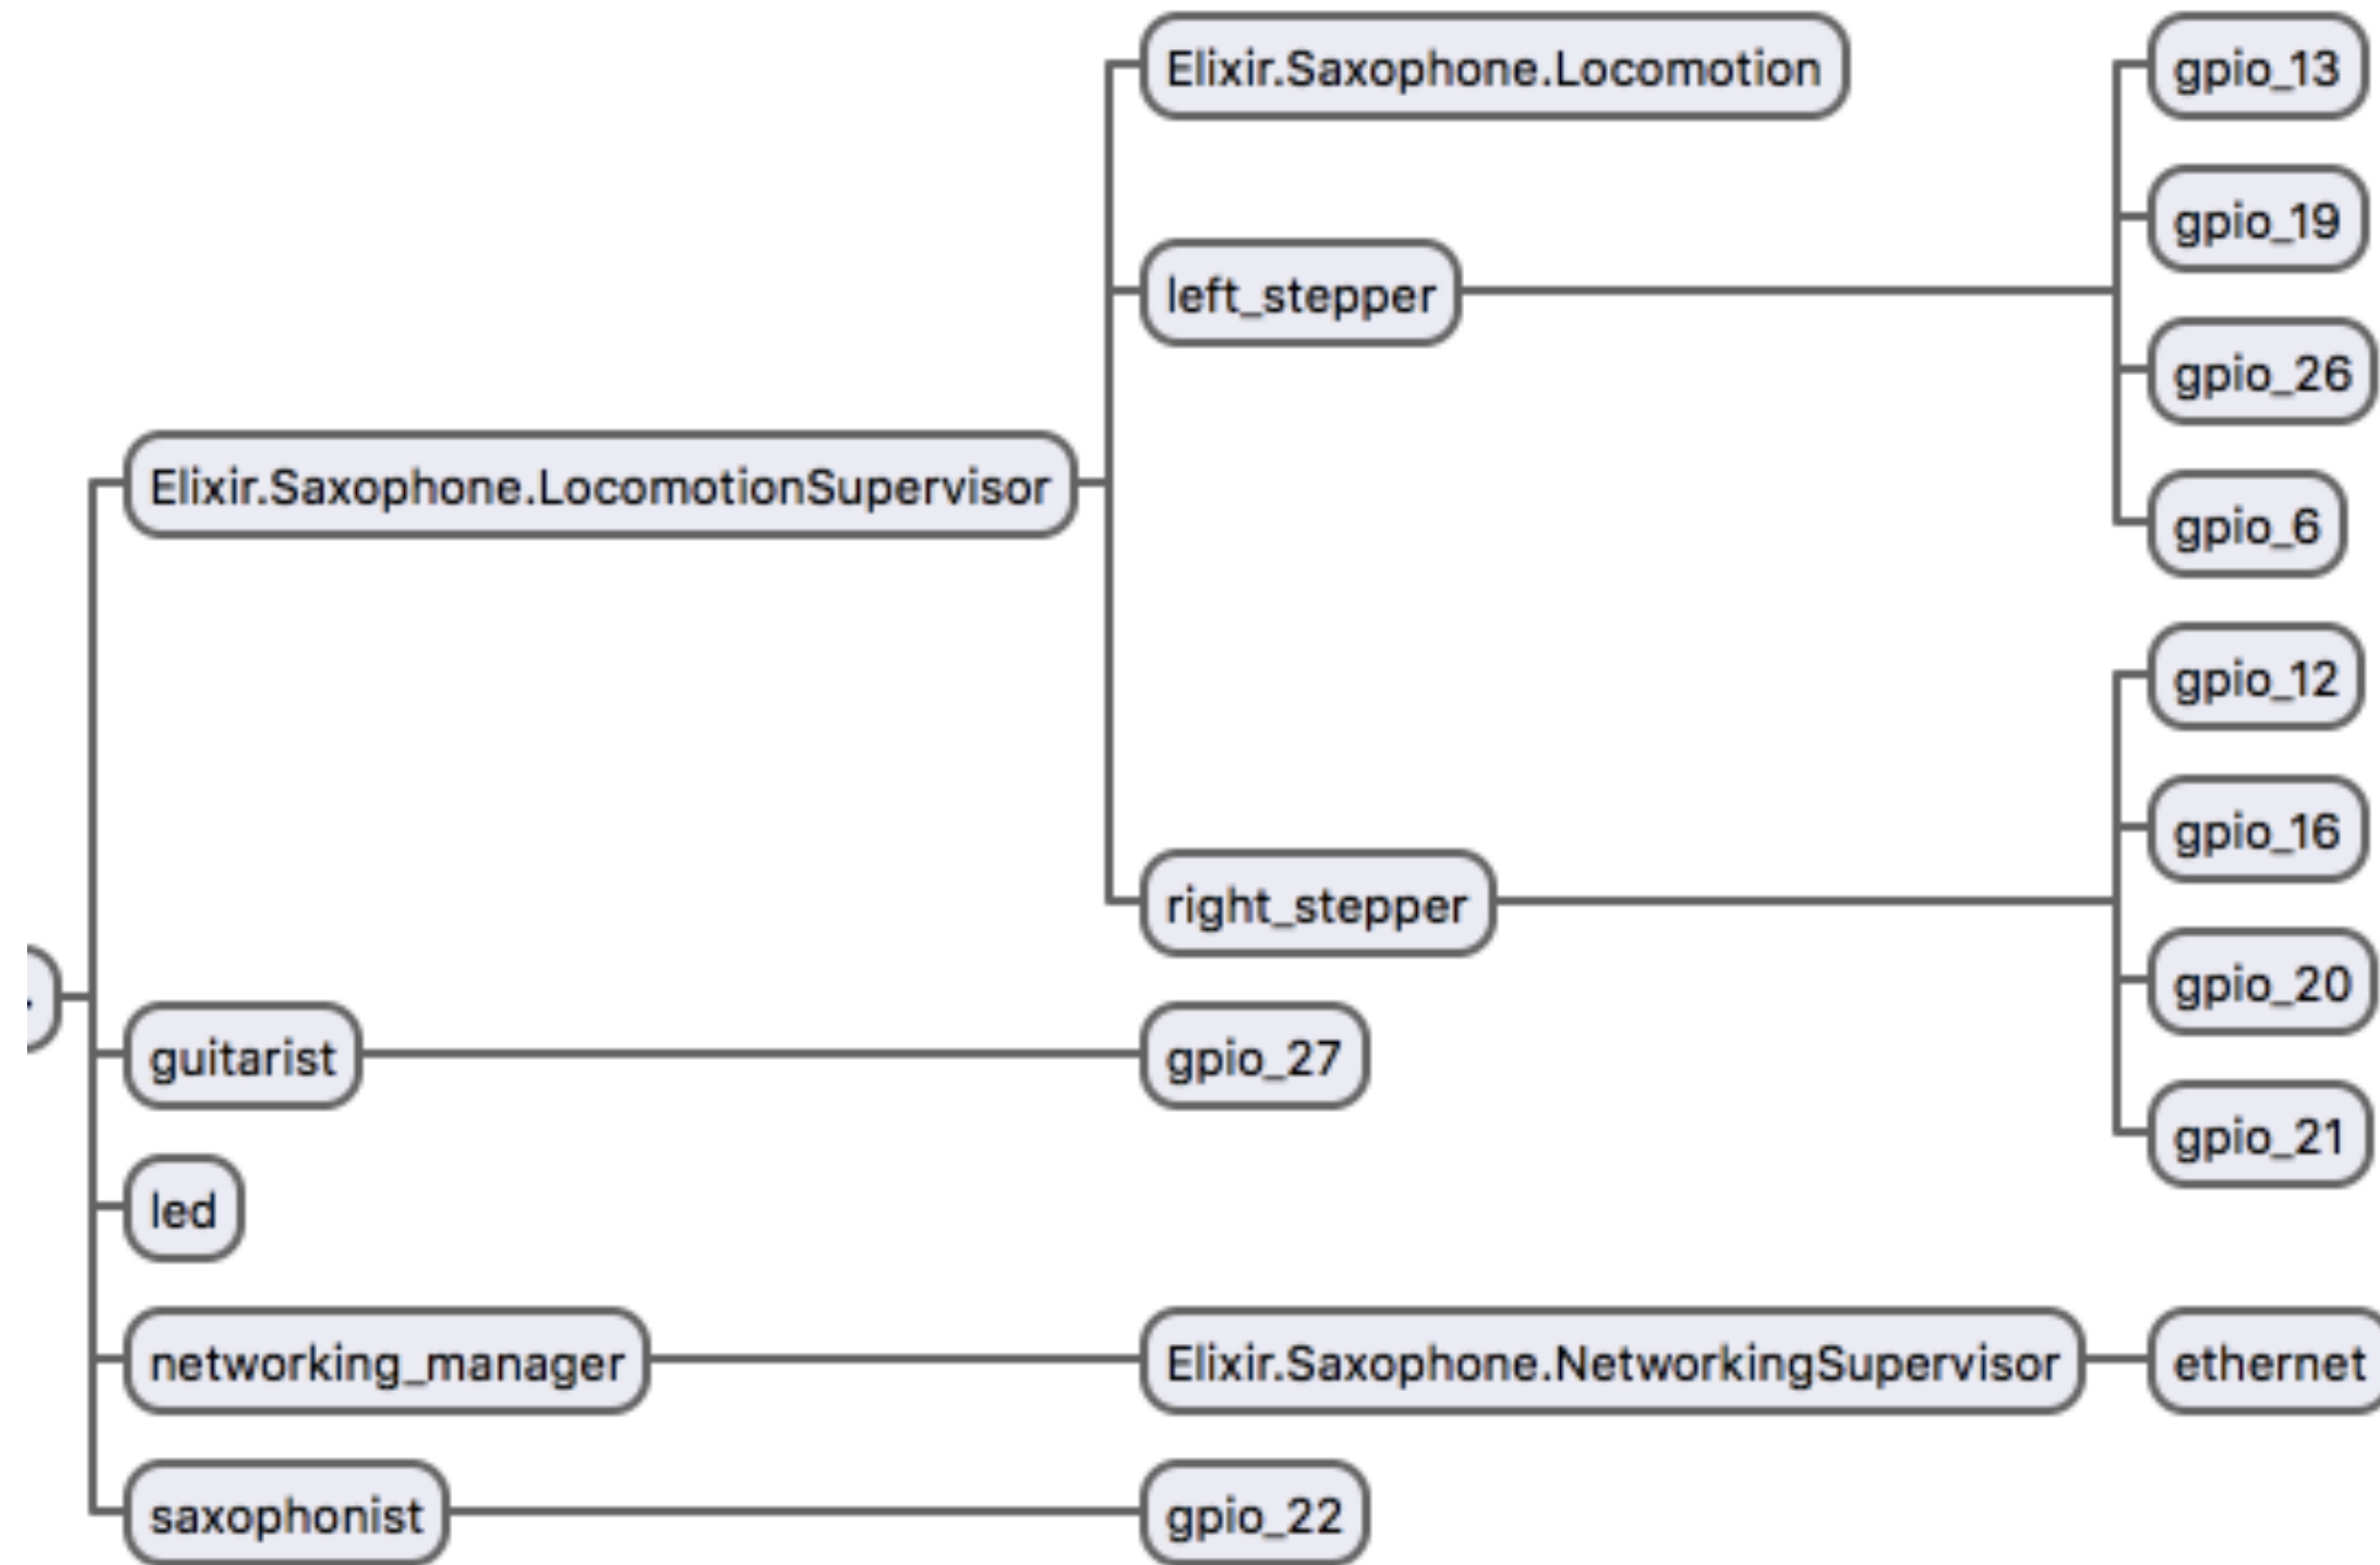 Elixir.Saxophone.Locomotion
gpio_13
gpio_19
left_stepper
gpio_26
Elixir.Saxophone.LocomotionSupervisor
gpio_6
gpio_12
gpio_16
right_stepper
gpio_20
guitarist
gpio_27
gpio_21
led
networking_manager
Elixir.Saxophone.NetworkingSupervisor
ethernet
saxophonist
gpio_22